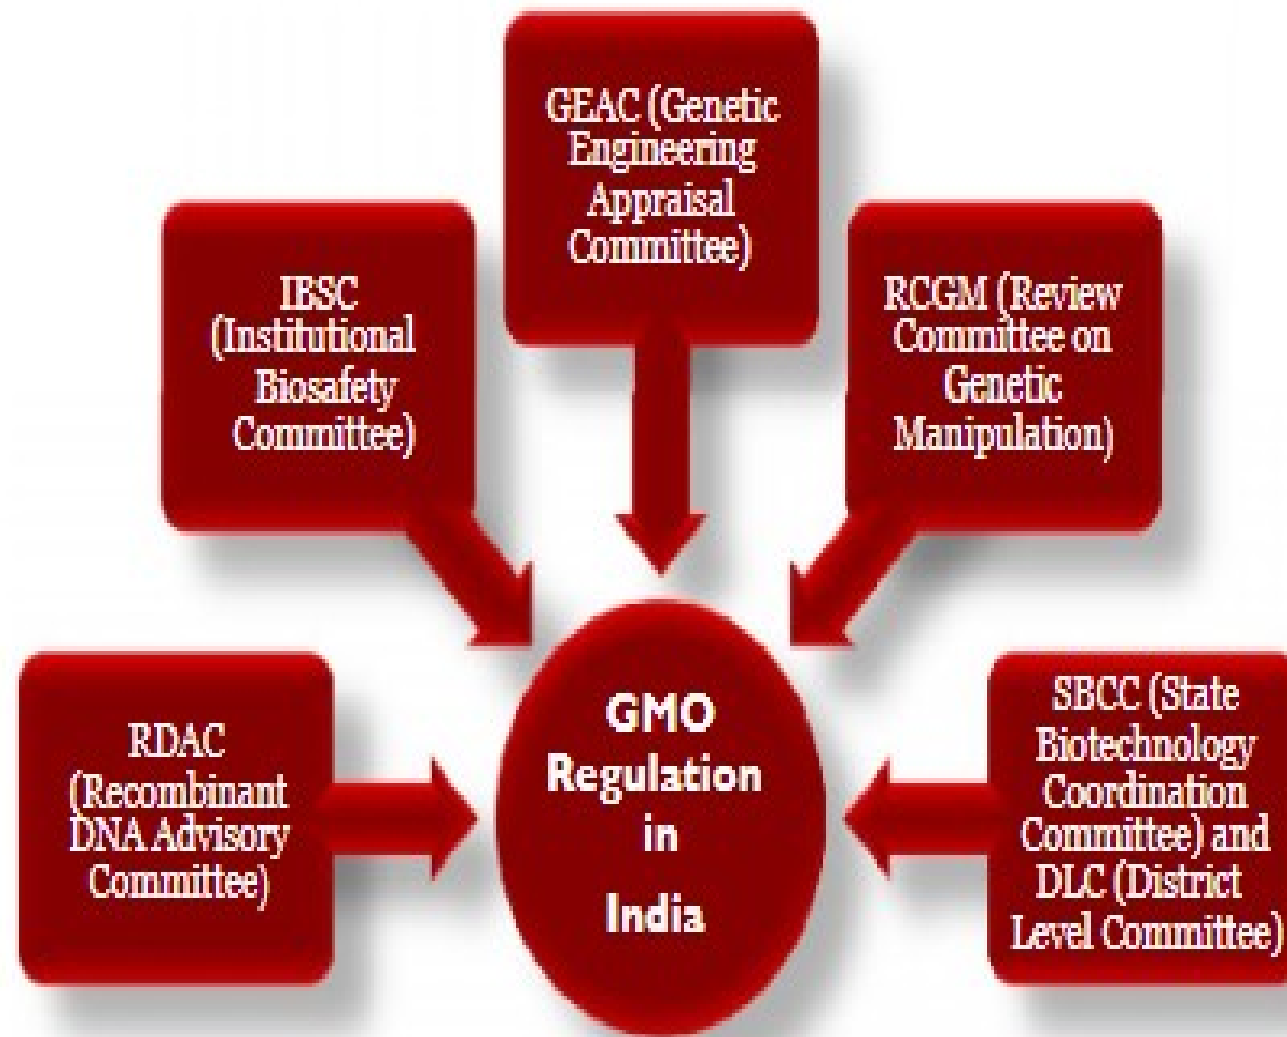 GEAC (Genetic
Engineering
Appraisal
Committee)
IBSC
(Institutional
Biosafety
Committee)
RCGM (Review
Committee on
Genetic
Manipulation)
RDAC
(Recombinant
DNA Advisory
Committee)
GMO
Regulation
in
India
SBCC (State
Biotechnology
Coordination
Committee) and
DLC (District
Level Committee)